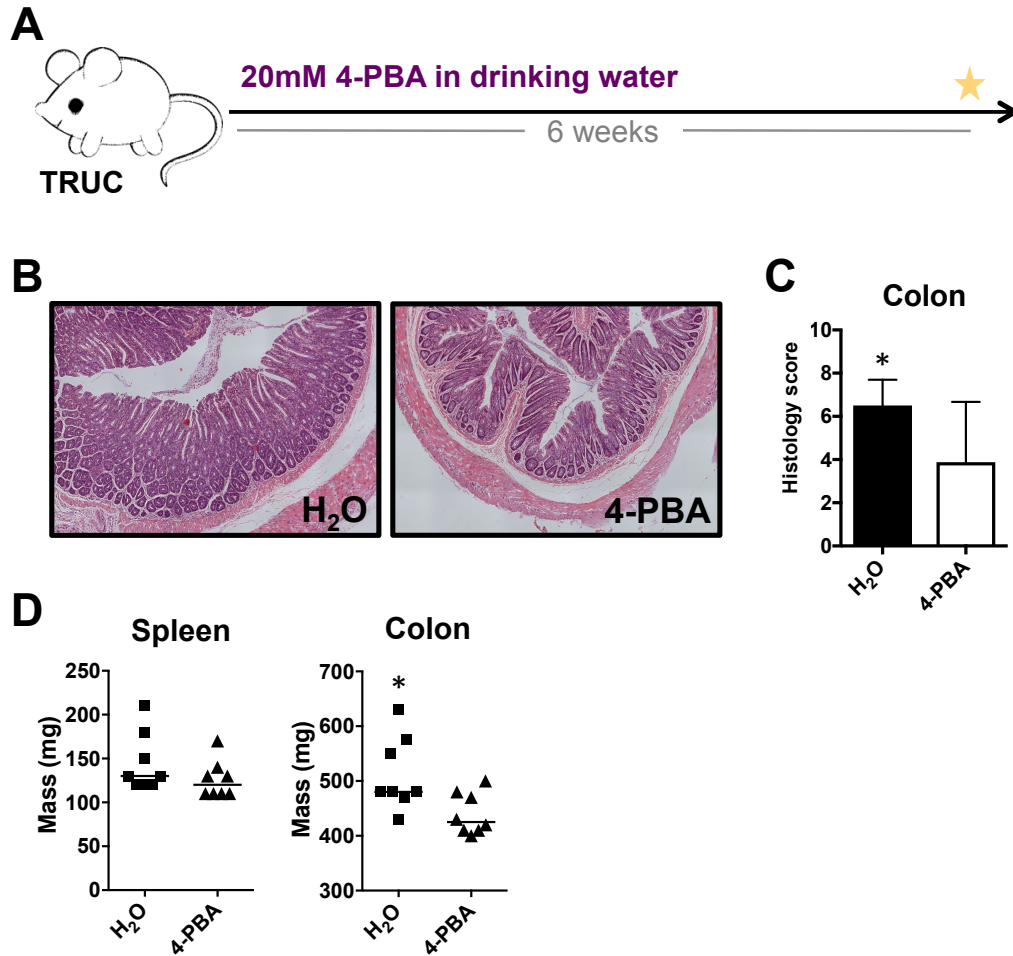 A
20mM 4-PBA in drinking water
6 weeks
TRUC
B
H₂O
4-PBA
C
Colon
Histology score
10
8
6
4
2
0
*
H₂O
4-PBA
D
Spleen
Mass (mg)
250
200
150
100
50
0
H₂O
4-PBA
Colon
Mass (mg)
700
600
500
400
300
*
H₂O
4-PBA